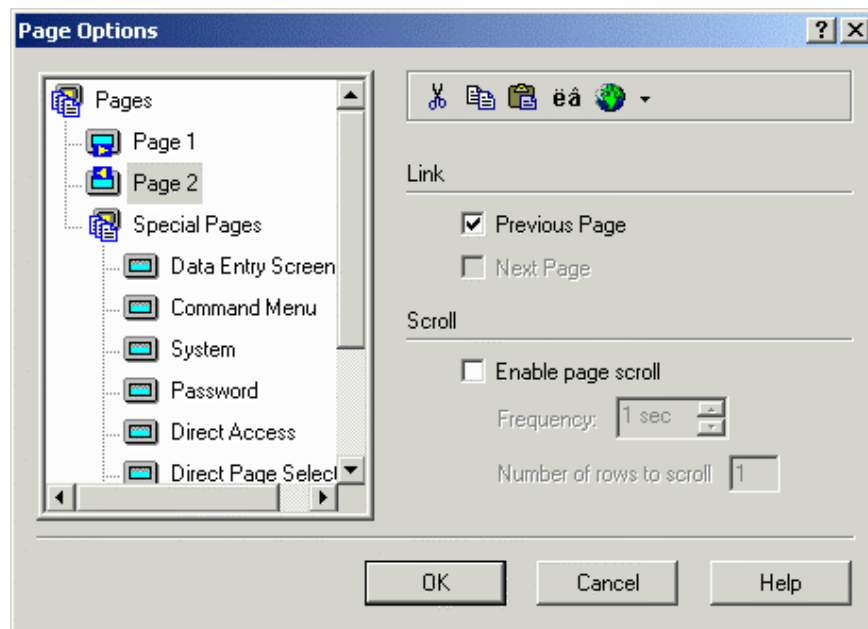 Page Options
Pages
Page 1
Page 2
Special Pages
Data Entry Screen
Command Menu
System
Password
Direct Access
Direct Page Select
ëâ
Link
Previous Page
Next Page
Scroll
Enable page scroll
Frequency: 1 sec
Number of rows to scroll 1
OK Cancel Help